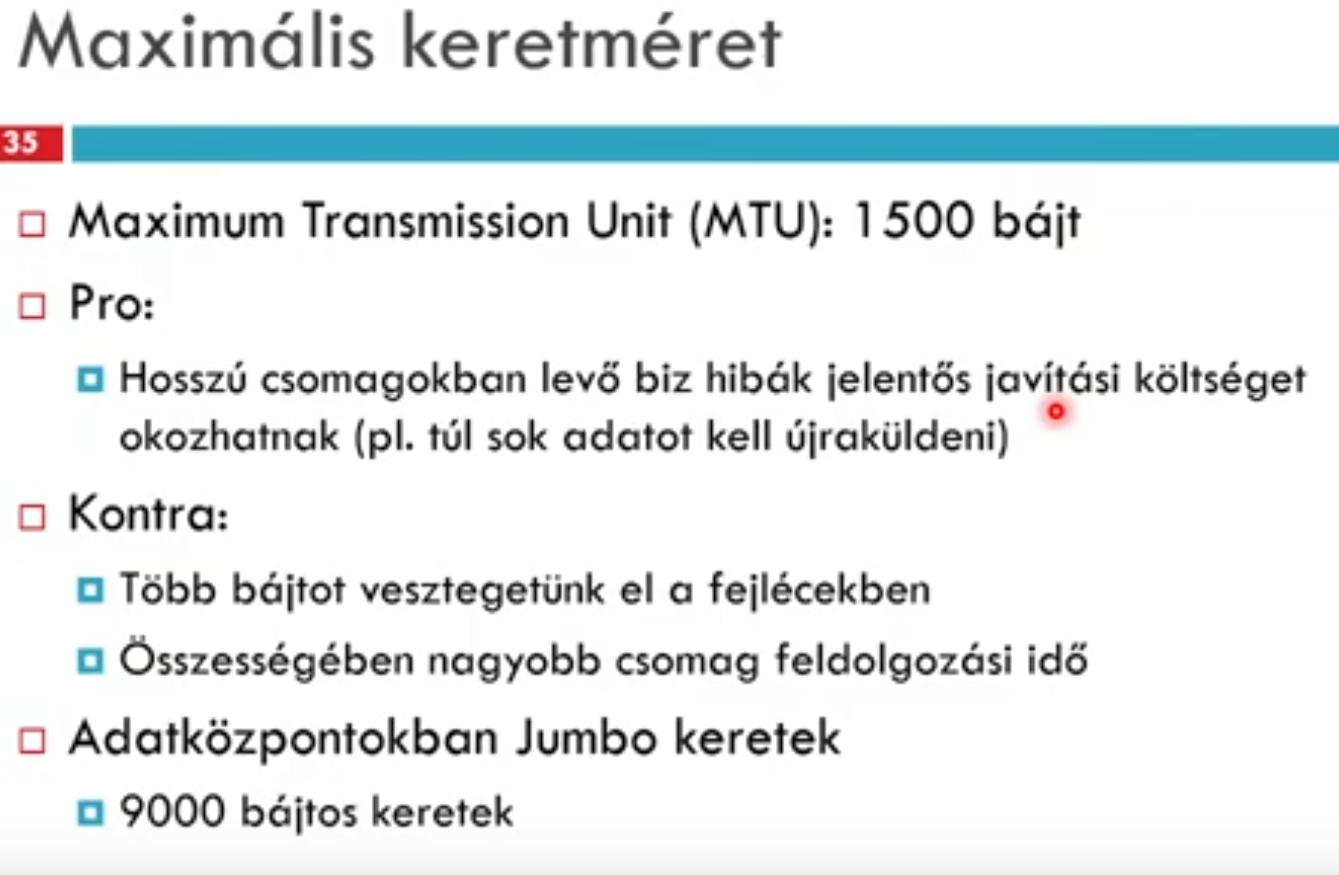 Maximális keretméret
35
Maximum Transmission Unit (MTU): 1500 bájt
Pro:
Hosszú csomagokban levő biz hibák jelentős javítási költséget
okozhatnak (pl. túl sok adatot kell újraküldeni)
Kontra:
Több bájtot vesztegetünk el a fejlécekben
Összességében nagyobb csomag feldolgozási idő
Adatközpontokban Jumbo keretek
9000 bájtos keretek